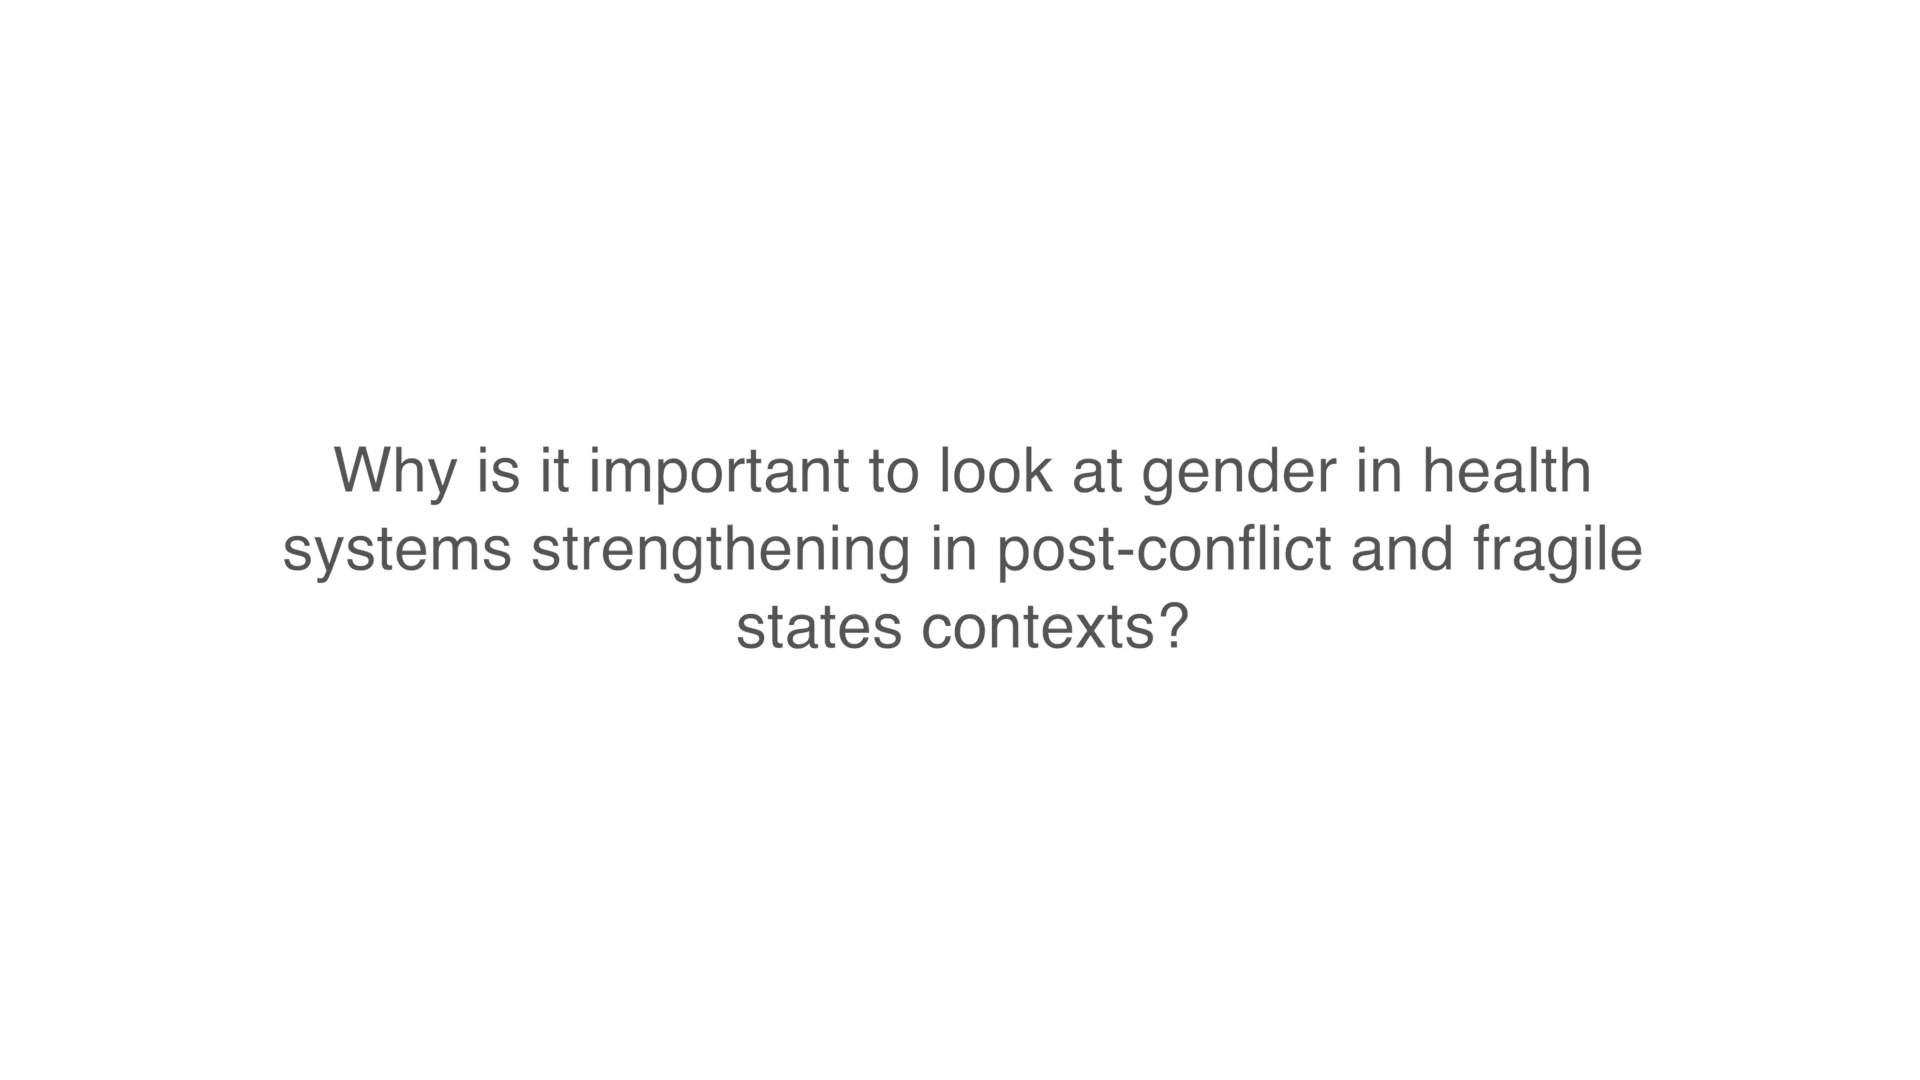 Why is it important to look at gender in health
systems strengthening in post-conflict and fragile
states contexts?